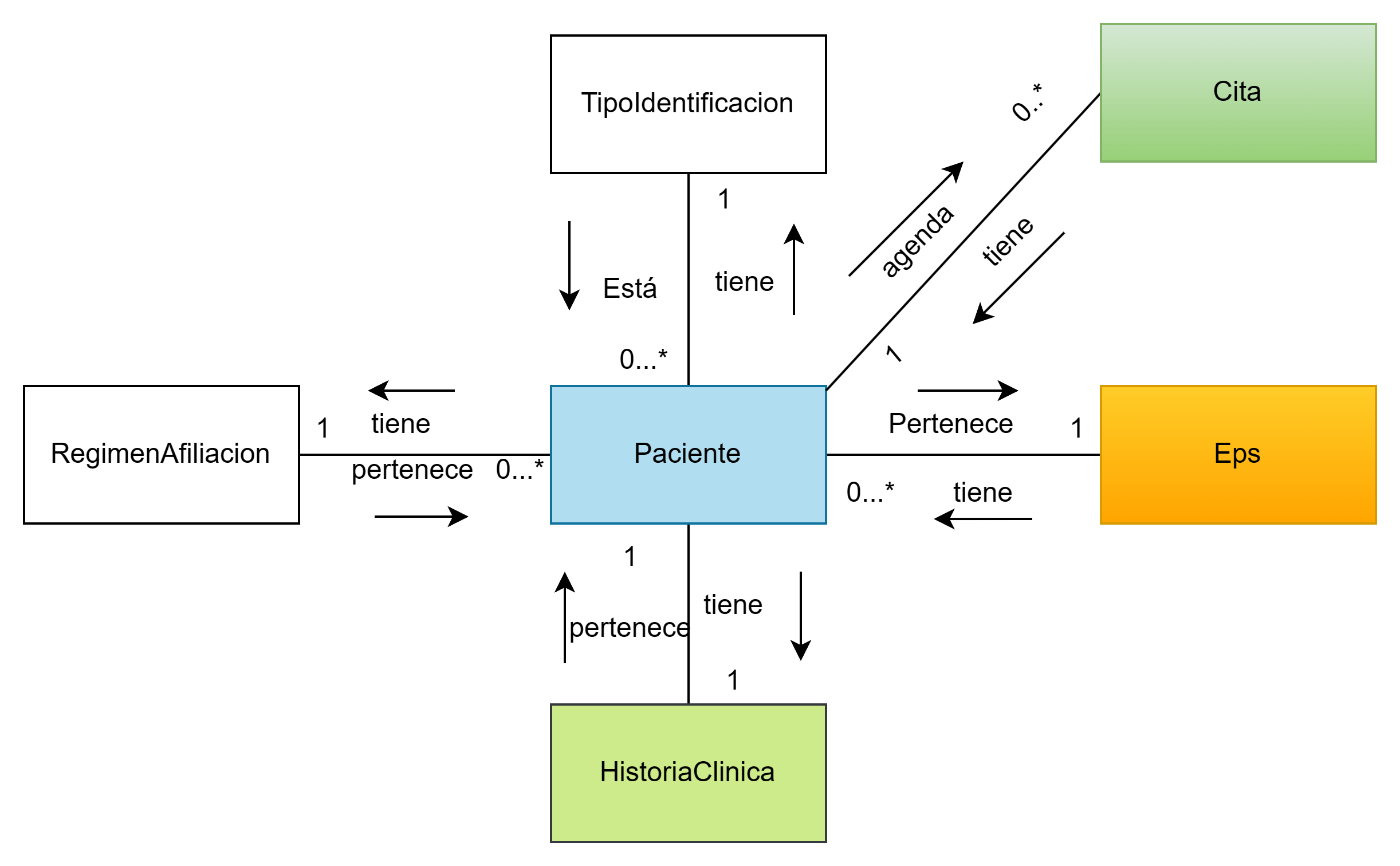 TipoIdentificacion
Cita
0..*
1
agenda
tiene
Está
tiene
0...*
1
tiene
1
Pertenece
1
RegimenAfiliacion
pertenece
0...*
Paciente
Eps
0...*
tiene
1
tiene
pertenece
1
HistoriaClinica